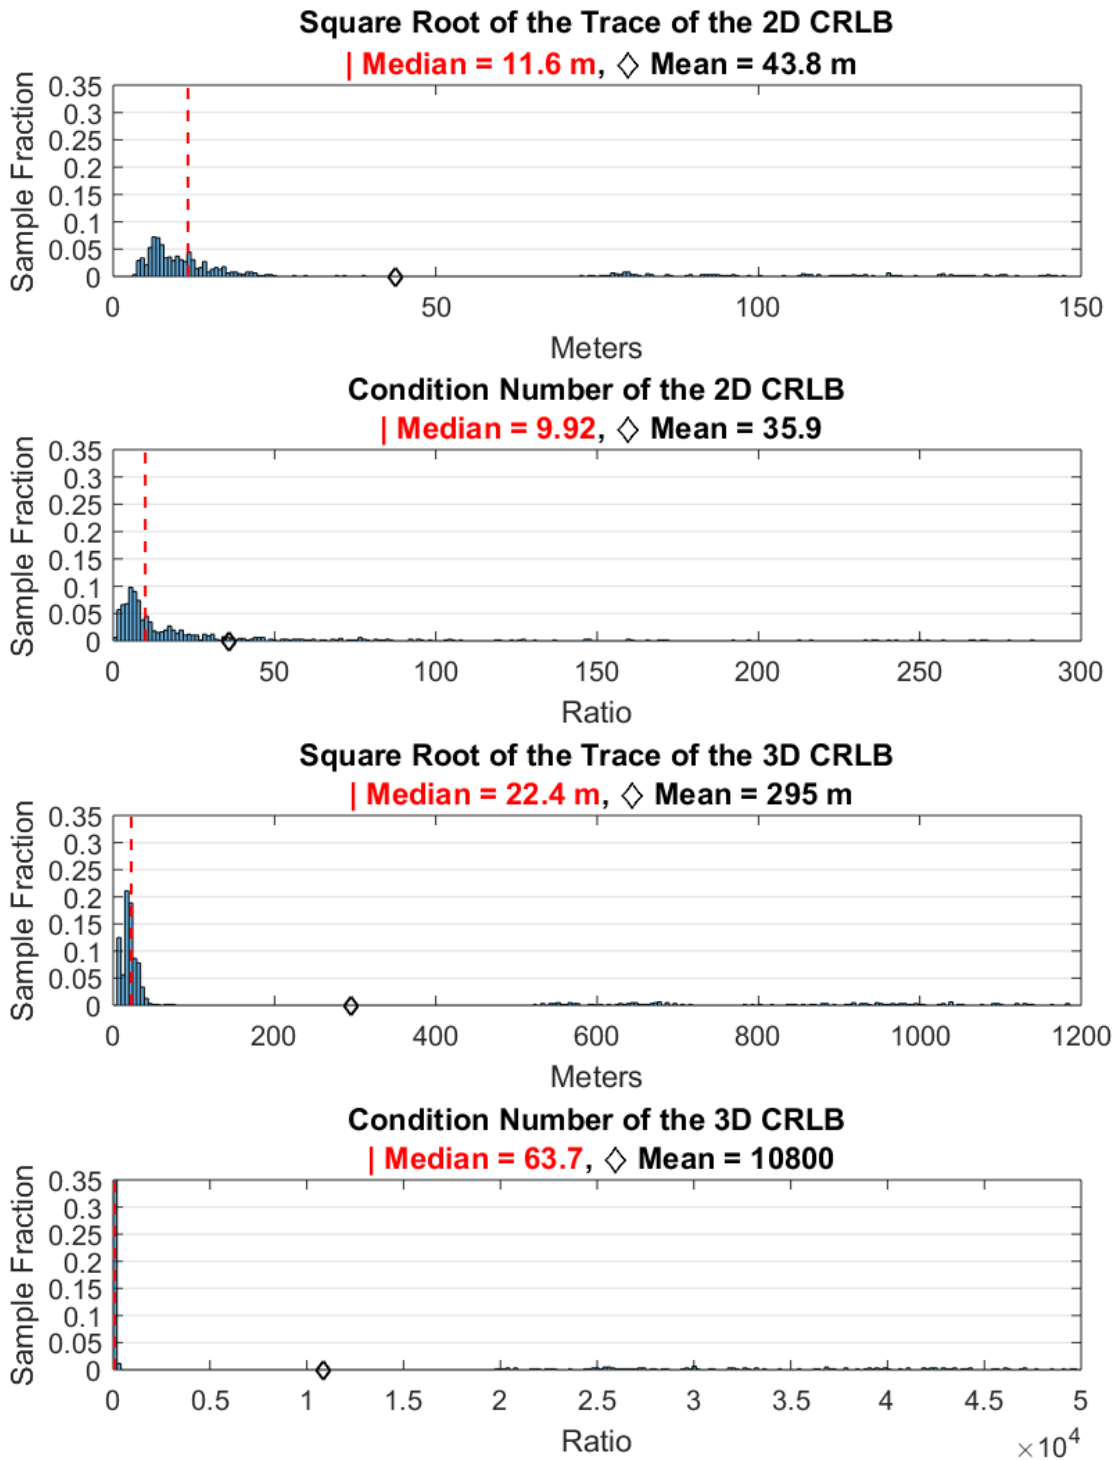 Square Root of the Trace of the 2D CRLB
| Median = 11.6 m, ◇ Mean = 43.8 m
0.35
0.3
0.25
0.2
0.15
0.1
0.05
0
Sample Fraction
0 50 100 150
Meters
Condition Number of the 2D CRLB
| Median = 9.92, ◇ Mean = 35.9
0.35
0.3
0.25
0.2
0.15
0.1
0.05
0
Sample Fraction
0 50 100 150 200 250 300
Ratio
Square Root of the Trace of the 3D CRLB
| Median = 22.4 m, ◇ Mean = 295 m
0.35
0.3
0.25
0.2
0.15
0.1
0.05
0
Sample Fraction
0 200 400 600 800 1000 1200
Meters
Condition Number of the 3D CRLB
| Median = 63.7, ◇ Mean = 10800
0.35
0.3
0.25
0.2
0.15
0.1
0.05
0
Sample Fraction
0 0.5 1 1.5 2 2.5 3 3.5 4 4.5 5
Ratio
×10⁴